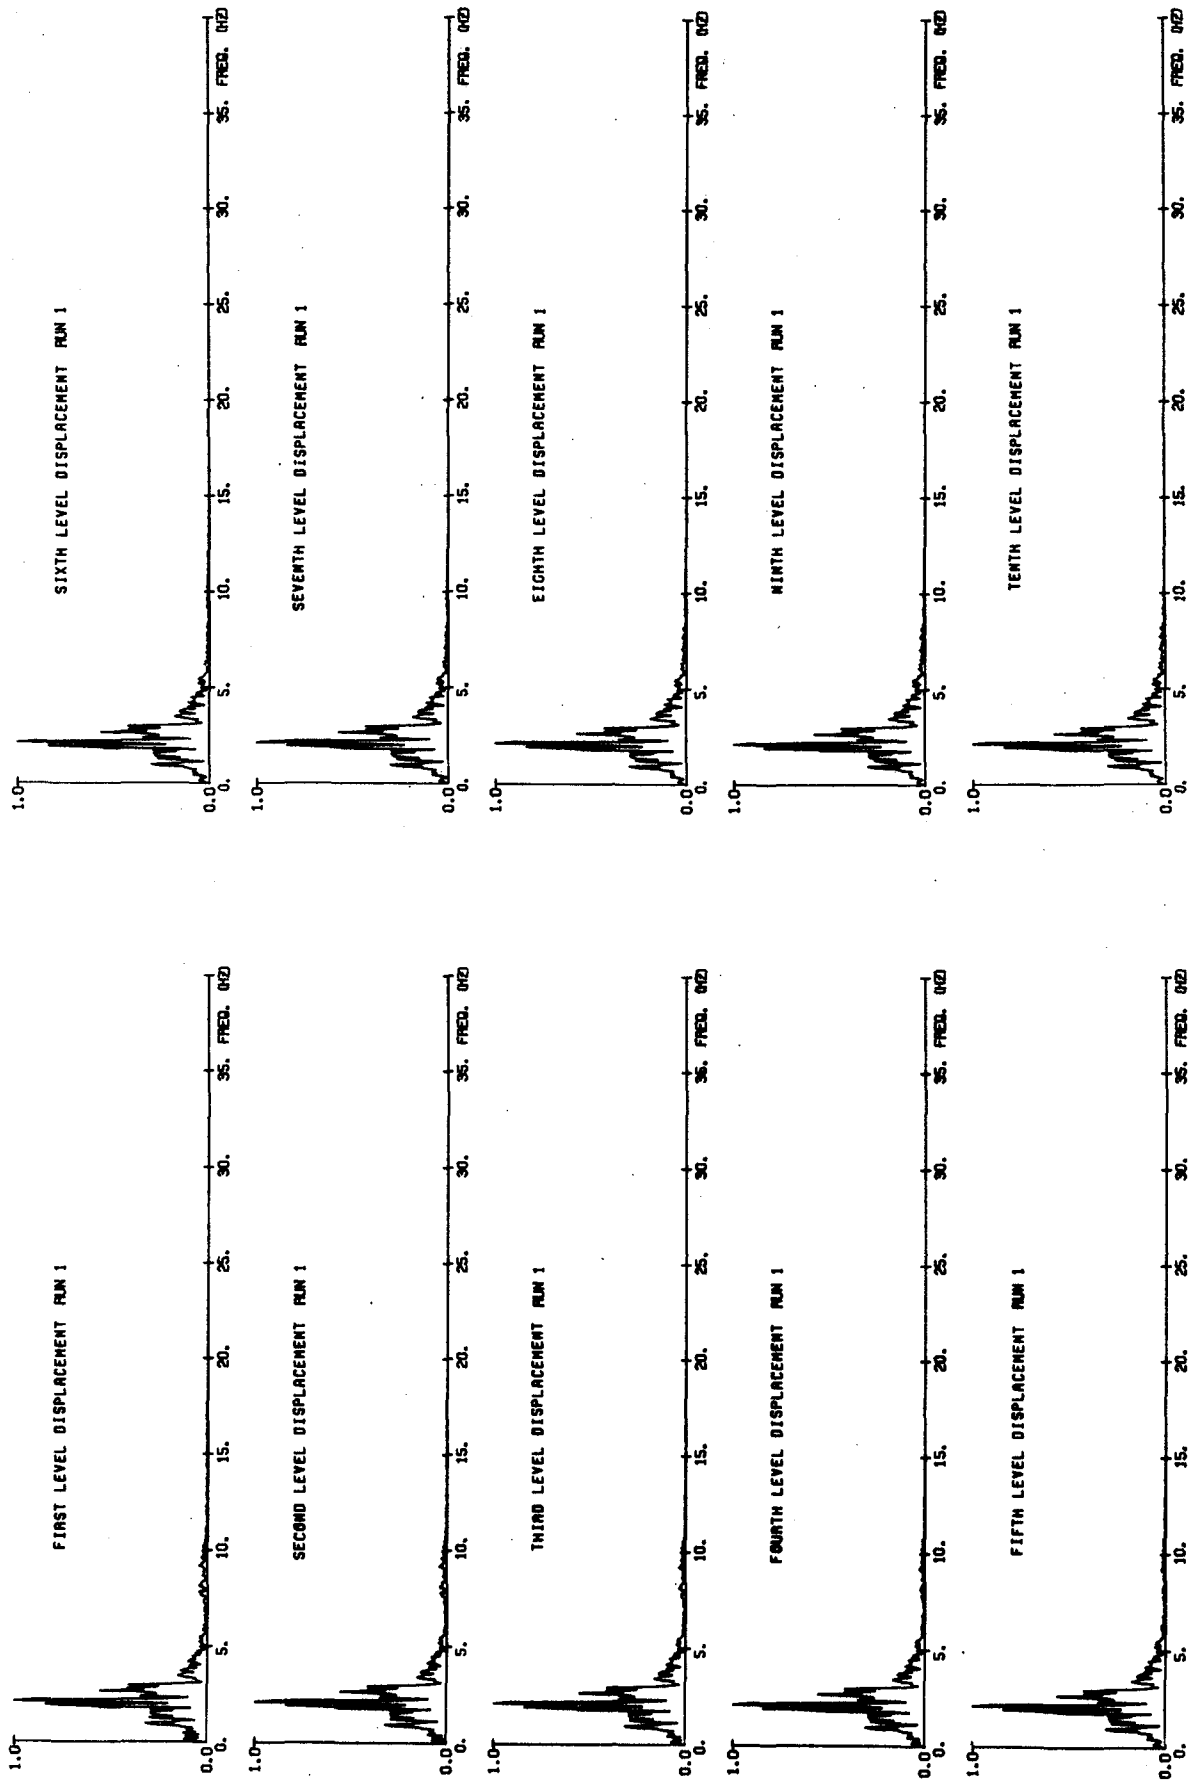 1.0
FIRST LEVEL DISPLACEMENT RUN 1
0.0
0. 5. 10. 15. 20. 25. 30. 35. FREQ. (HZ)
1.0
SECOND LEVEL DISPLACEMENT RUN 1
0.0
0. 5. 10. 15. 20. 25. 30. 35. FREQ. (HZ)
1.0
THIRD LEVEL DISPLACEMENT RUN 1
0.0
0. 5. 10. 15. 20. 25. 30. 35. FREQ. (HZ)
1.0
FOURTH LEVEL DISPLACEMENT RUN 1
0.0
0. 5. 10. 15. 20. 25. 30. 35. FREQ. (HZ)
1.0
FIFTH LEVEL DISPLACEMENT RUN 1
0.0
0. 5. 10. 15. 20. 25. 30. 35. FREQ. (HZ)
1.0
SIXTH LEVEL DISPLACEMENT RUN 1
0.0
0. 5. 10. 15. 20. 25. 30. 35. FREQ. (HZ)
1.0
SEVENTH LEVEL DISPLACEMENT RUN 1
0.0
0. 5. 10. 15. 20. 25. 30. 35. FREQ. (HZ)
1.0
EIGHTH LEVEL DISPLACEMENT RUN 1
0.0
0. 5. 10. 15. 20. 25. 30. 35. FREQ. (HZ)
1.0
NINTH LEVEL DISPLACEMENT RUN 1
0.0
0. 5. 10. 15. 20. 25. 30. 35. FREQ. (HZ)
1.0
TENTH LEVEL DISPLACEMENT RUN 1
0.0
0. 5. 10. 15. 20. 25. 30. 35. FREQ. (HZ)